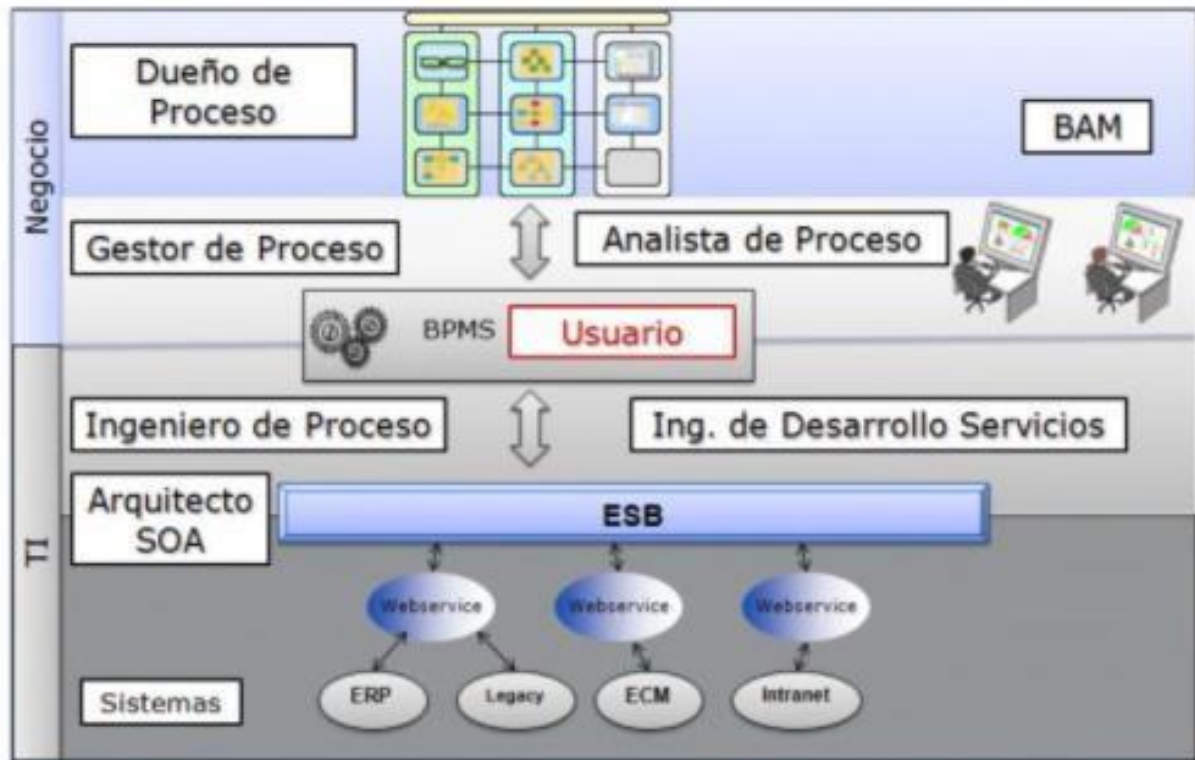 Negocio
Dueño de
Proceso
BAM
Gestor de Proceso
Analista de Proceso
BPMS
Usuario
TI
Ingeniero de Proceso
Ing. de Desarrollo Servicios
Arquitecto
SOA
ESB
Webservice
Webservice
Webservice
Sistemas
ERP
Legacy
ECM
Intranet